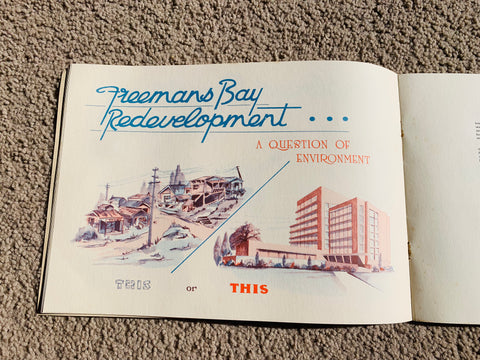 Freemans Bay
Redevelopment ...
A QUESTION OF
ENVIRONMENT
THIS or THIS